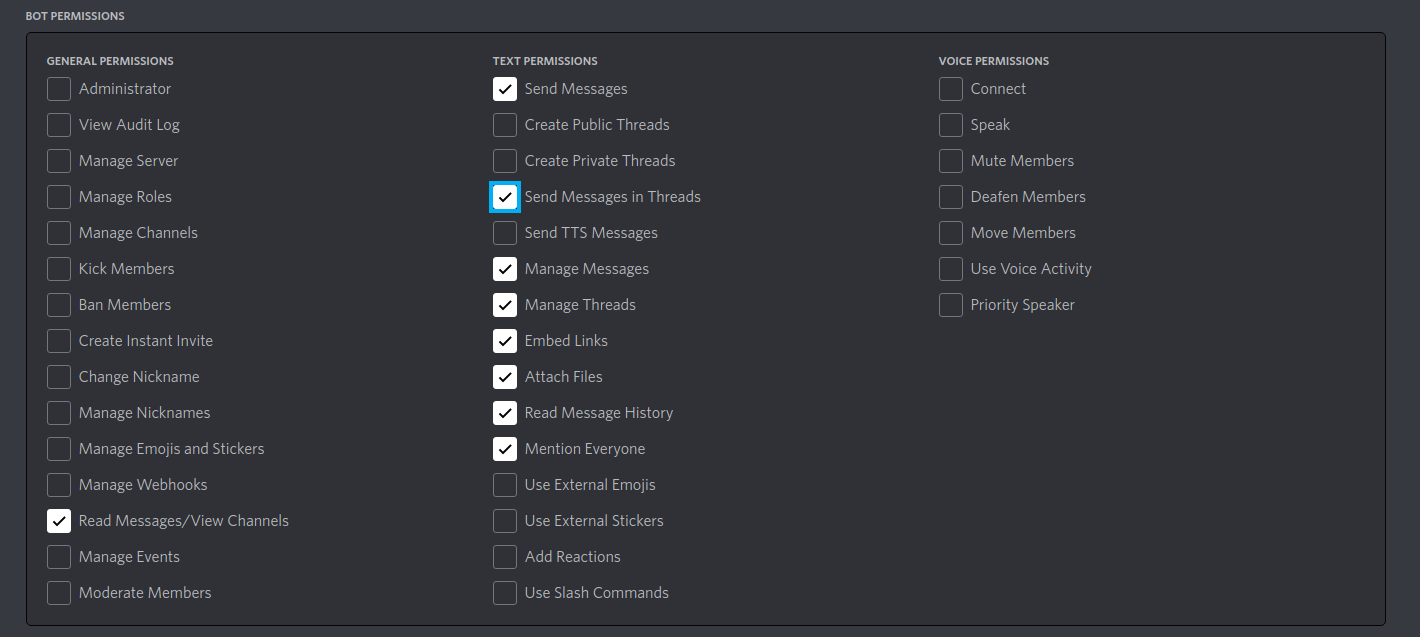 BOT PERMISSIONS
GENERAL PERMISSIONS
Administrator
View Audit Log
Manage Server
Manage Roles
Manage Channels
Kick Members
Ban Members
Create Instant Invite
Change Nickname
Manage Nicknames
Manage Emojis and Stickers
Manage Webhooks
Read Messages/View Channels
Manage Events
Moderate Members
TEXT PERMISSIONS
Send Messages
Create Public Threads
Create Private Threads
Send Messages in Threads
Send TTS Messages
Manage Messages
Manage Threads
Embed Links
Attach Files
Read Message History
Mention Everyone
Use External Emojis
Use External Stickers
Add Reactions
Use Slash Commands
VOICE PERMISSIONS
Connect
Speak
Mute Members
Deafen Members
Move Members
Use Voice Activity
Priority Speaker